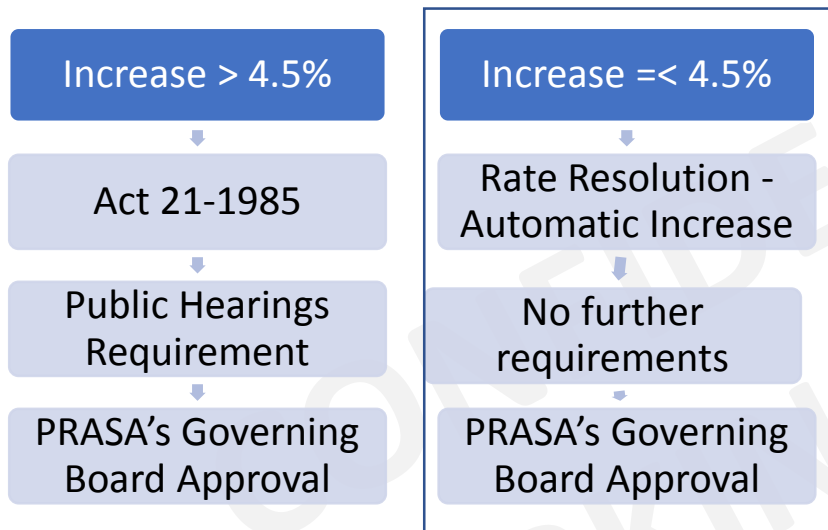 Increase > 4.5%
Act 21-1985
Public Hearings
Requirement
PRASA’s Governing
Board Approval
Increase =< 4.5%
Rate Resolution -
Automatic Increase
No further
requirements
PRASA’s Governing
Board Approval